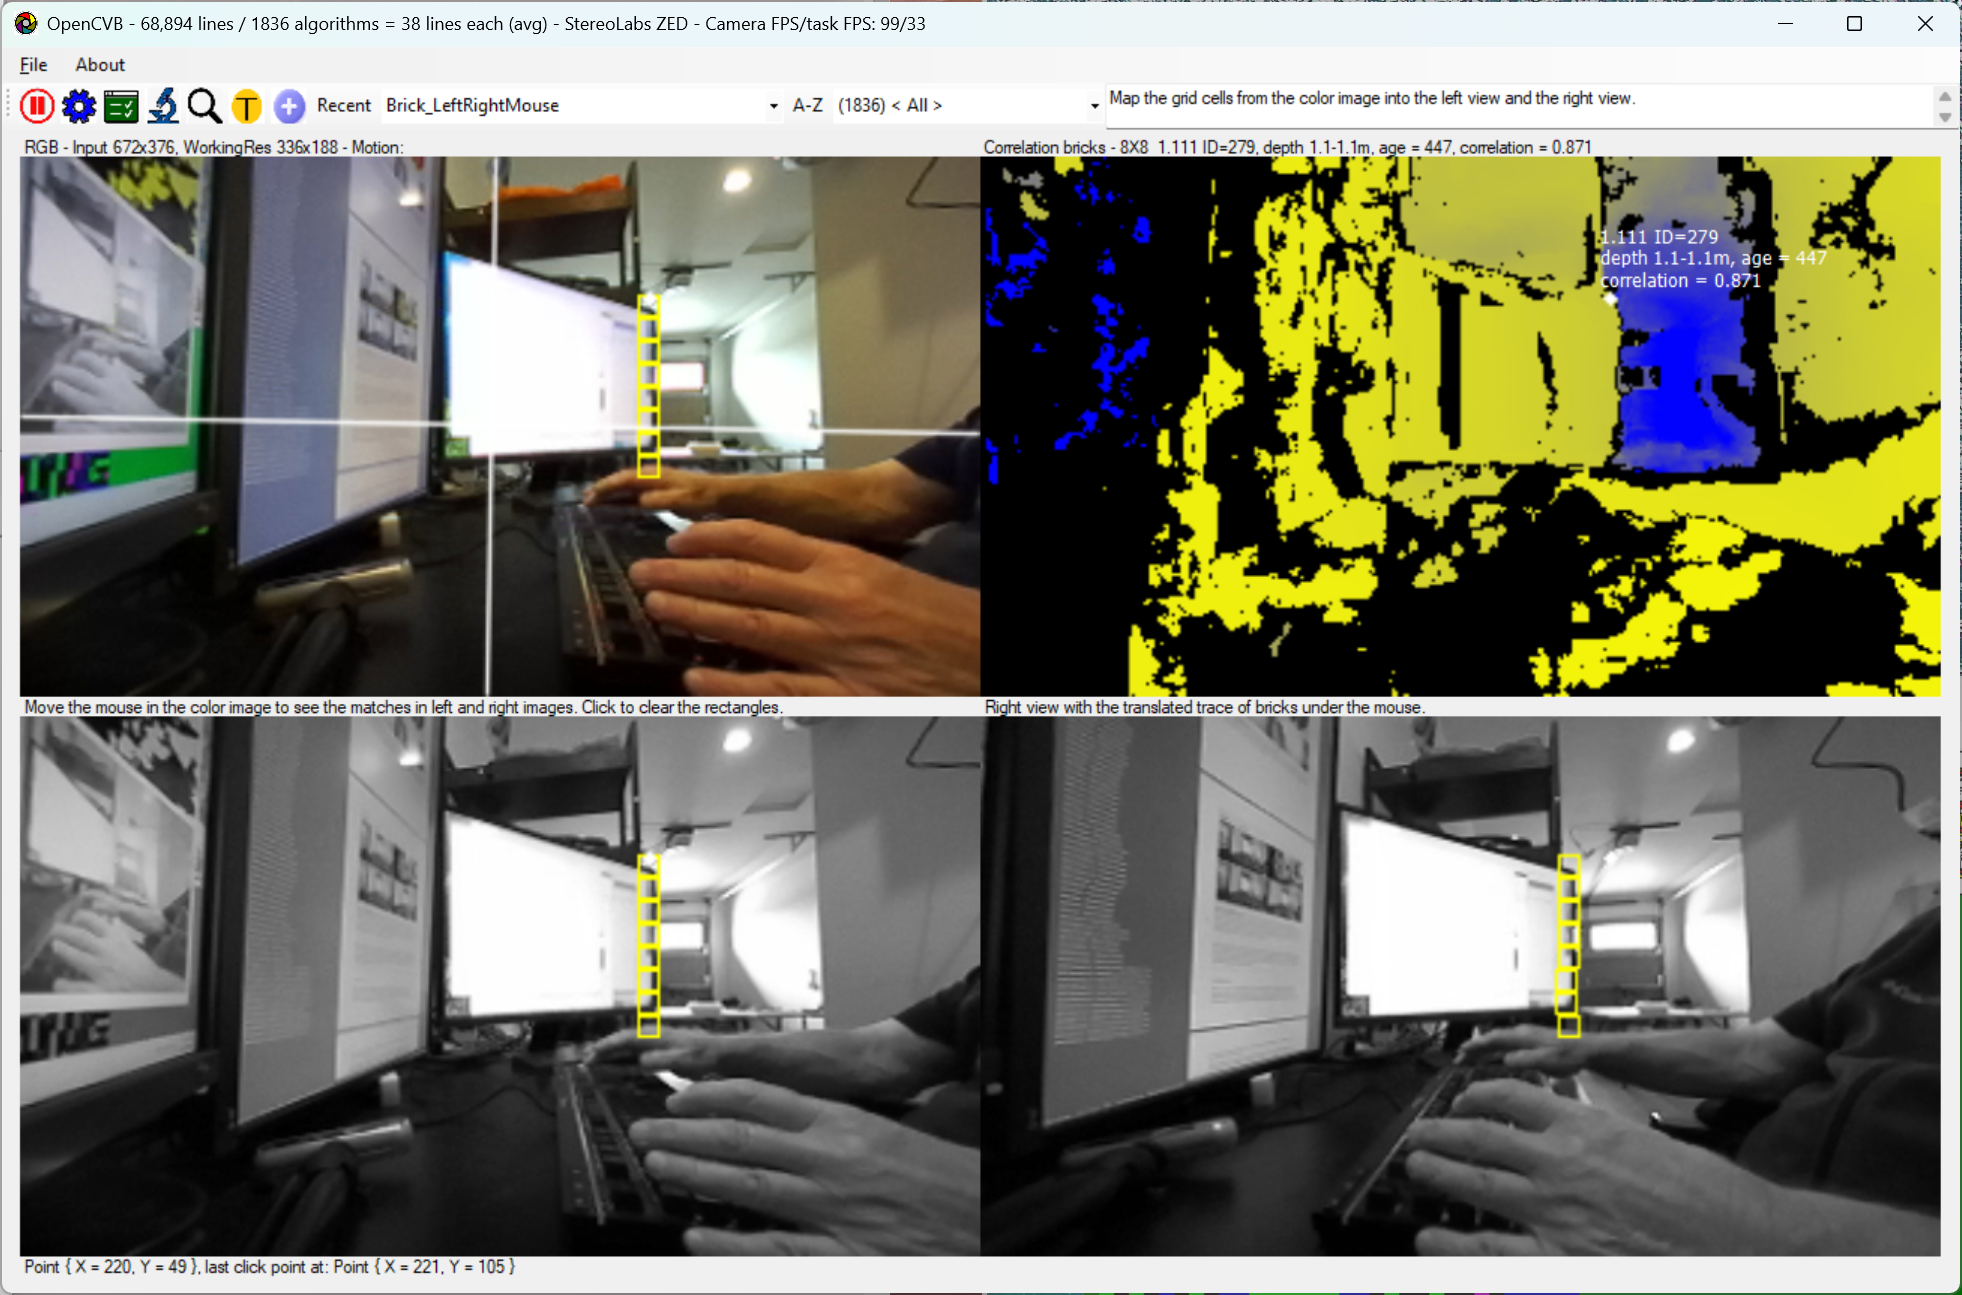 OpenCVB - 68,894 lines / 1836 algorithms = 38 lines each (avg) - StereoLabs ZED - Camera FPS/task FPS: 99/33
File About
T Recent Brick_LeftRightMouse A-Z (1836) < All > Map the grid cells from the color image into the left view and the right view.
RGB - Input 672x376, WorkingRes 336x188 - Motion:
Correlation bricks - 8X8 1.111 ID=279, depth 1.1-1.1m, age = 447, correlation = 0.871
1.111 ID=279
depth 1.1-1.1m, age = 447
correlation = 0.871
Move the mouse in the color image to see the matches in left and right images. Click to clear the rectangles.
Right view with the translated trace of bricks under the mouse.
Point { X = 220, Y = 49 }, last click point at: Point { X = 221, Y = 105 }